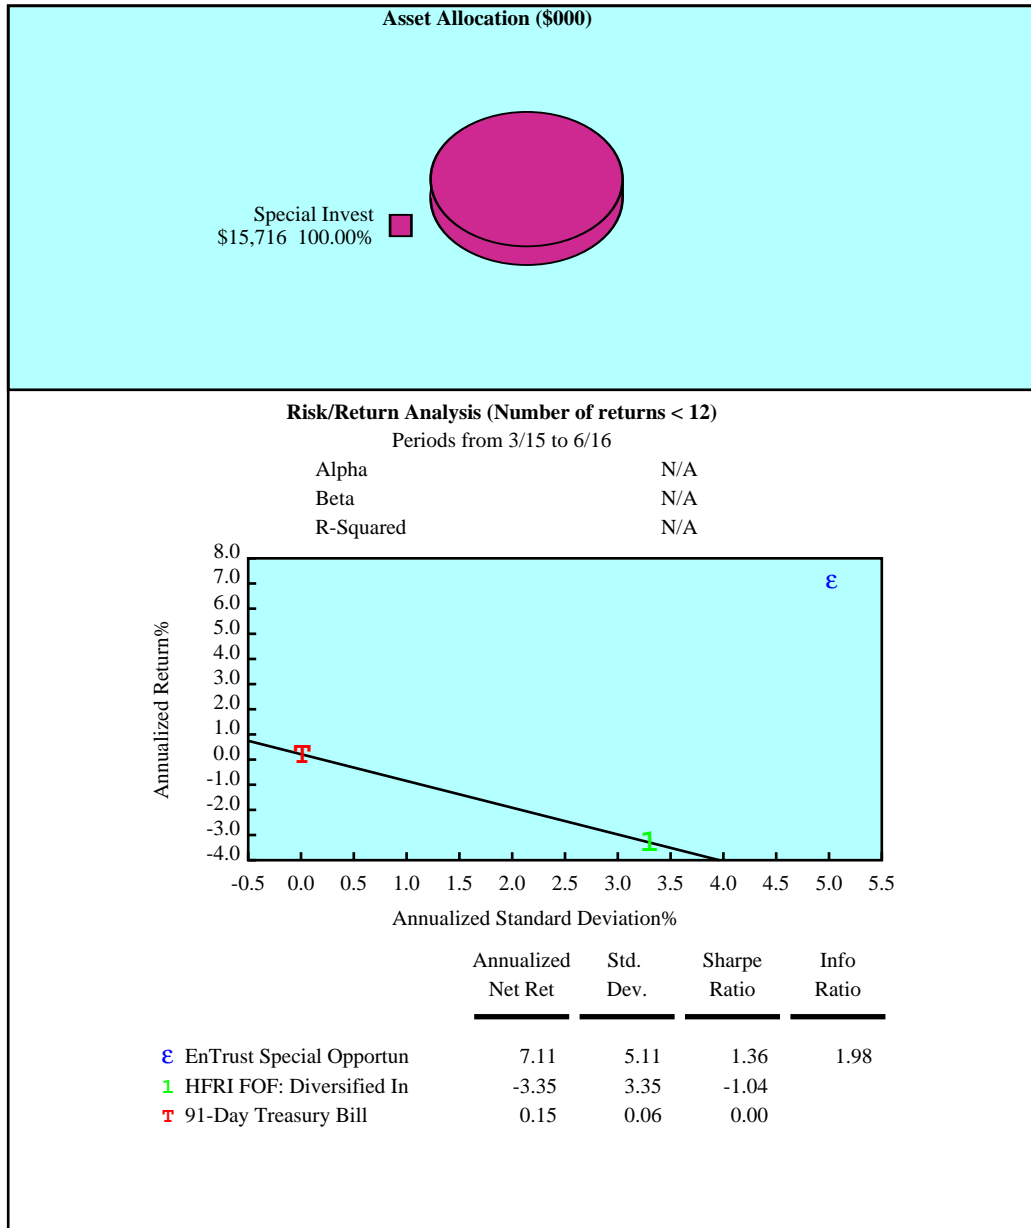 Asset Allocation ($000)
Special Invest
$15,716 100.00%
Risk/Return Analysis (Number of returns < 12)
Periods from 3/15 to 6/16
Alpha N/A
Beta N/A
R-Squared N/A
8.0
7.0
6.0
5.0
4.0
3.0
2.0
1.0
0.0
-1.0
-2.0
-3.0
-4.0
Annualized Return%
ε
T
1
-0.5 0.0 0.5 1.0 1.5 2.0 2.5 3.0 3.5 4.0 4.5 5.0 5.5
Annualized Standard Deviation%
Annualized Std. Sharpe Info
Net Ret Dev. Ratio Ratio
ε EnTrust Special Opportun 7.11 5.11 1.36 1.98
1 HFRI FOF: Diversified In -3.35 3.35 -1.04
T 91-Day Treasury Bill 0.15 0.06 0.00